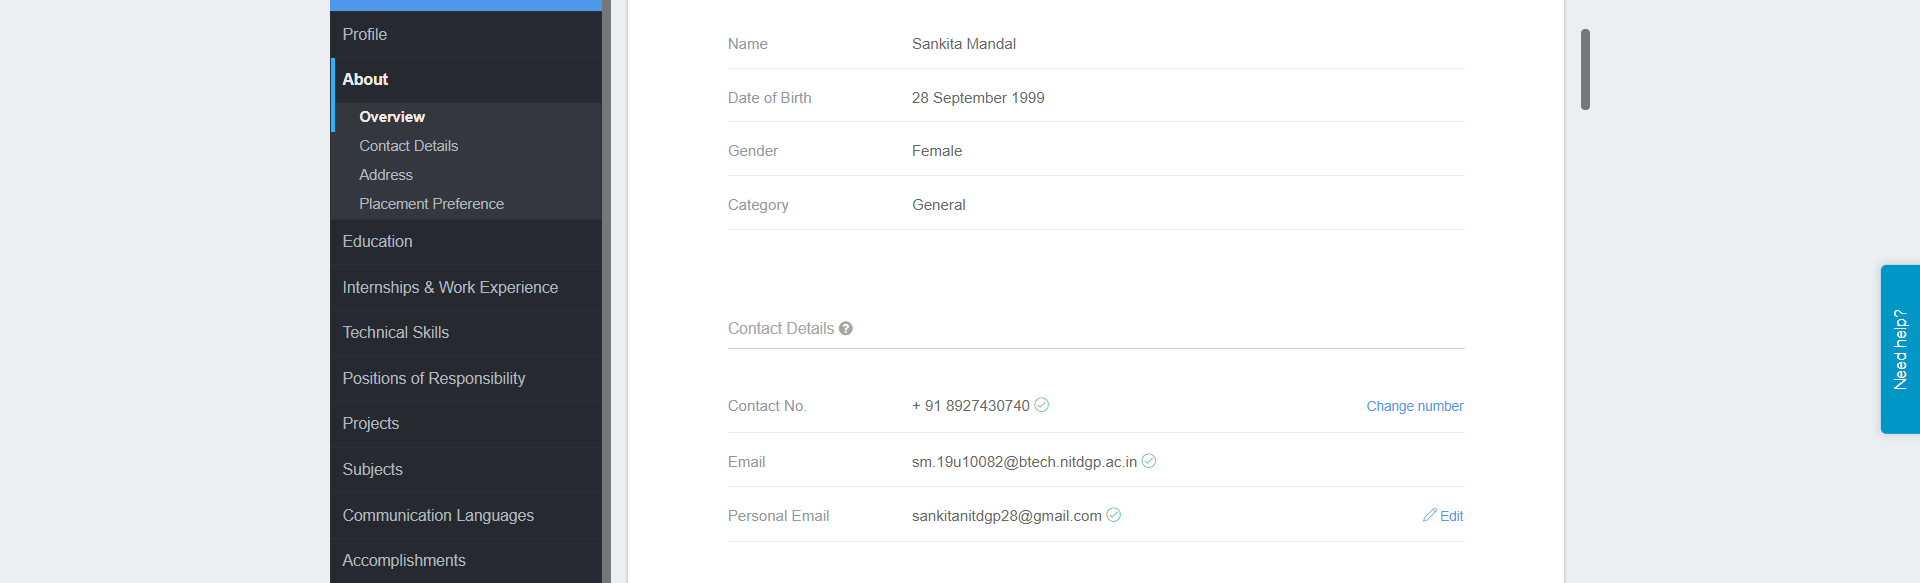 Profile
About
Overview
Contact Details
Address
Placement Preference
Education
Internships & Work Experience
Technical Skills
Positions of Responsibility
Projects
Subjects
Communication Languages
Accomplishments
Name Sankita Mandal
Date of Birth 28 September 1999
Gender Female
Category General
Contact Details
Contact No. + 91 8927430740 Change number
Email sm.19u10082@btech.nitdgp.ac.in
Personal Email sankitanitdgp28@gmail.com Edit
Need help?